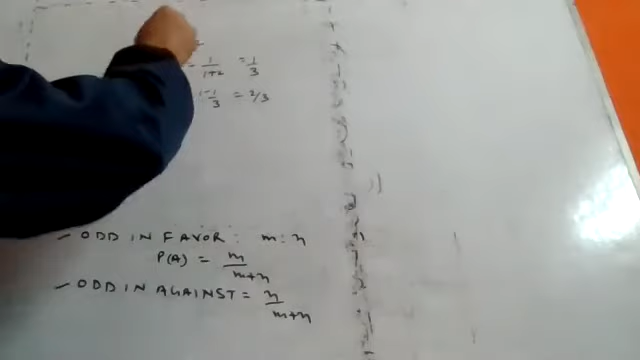 1/(1+2) = 1/3
1 - 1/3 = 2/3
✓ ODD IN FAVOR : m : n
P(A) = m/(m+n)
✓ ODD IN AGAINST = n/(m+n)